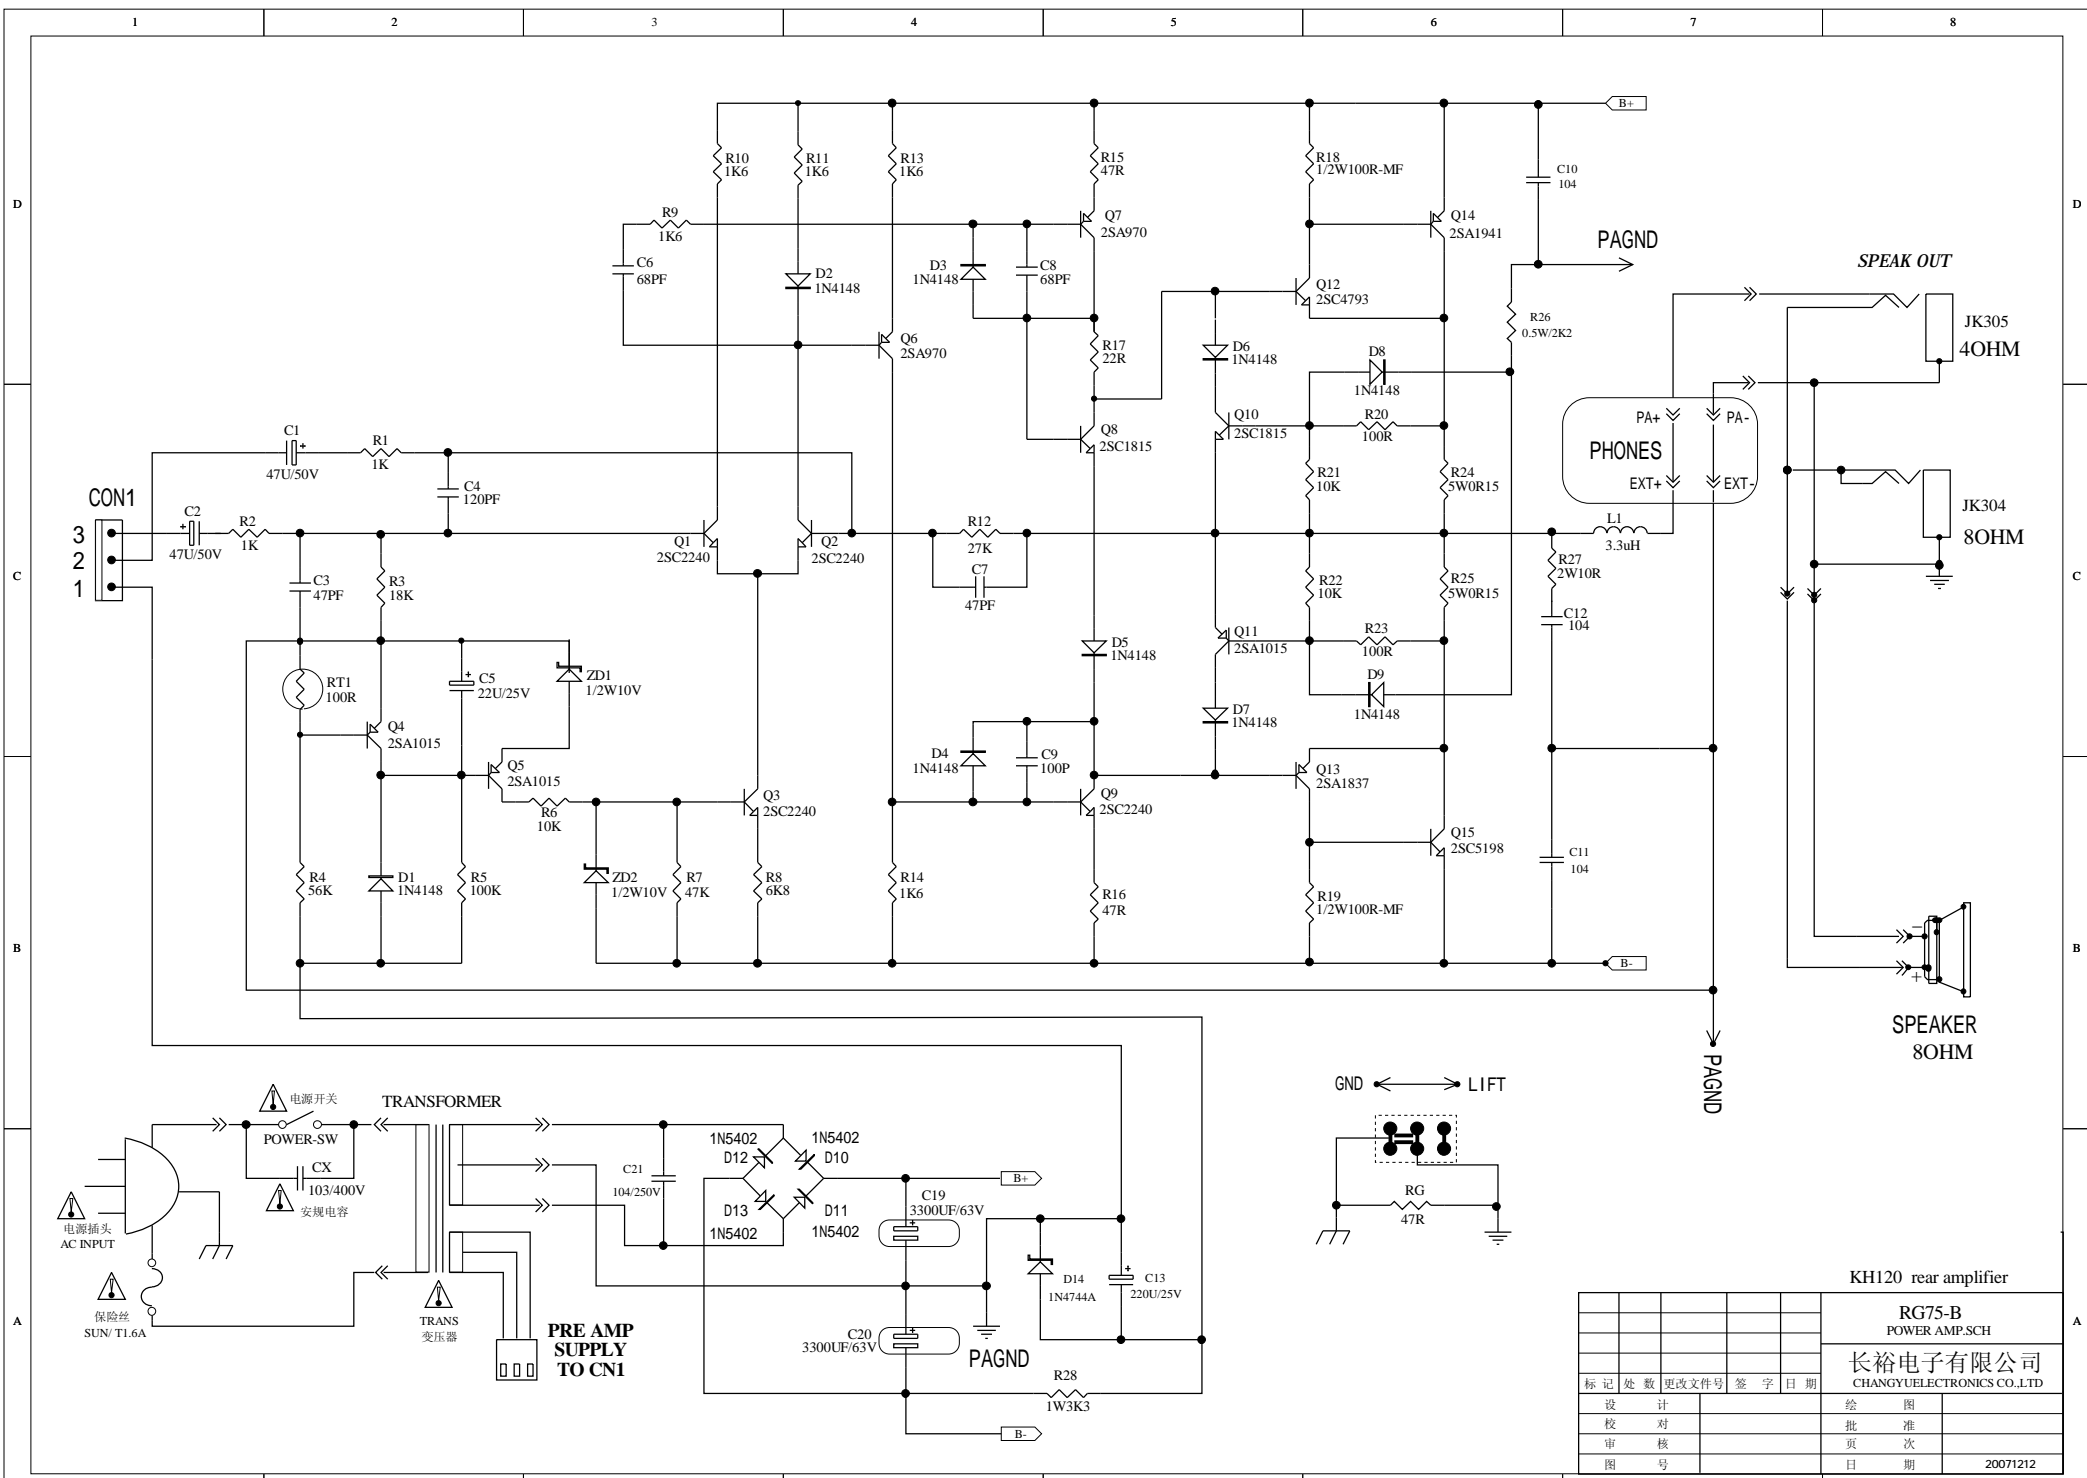 1 2 3 4 5 6 7 8
B+
R10
1K6
R11
1K6
R13
1K6
R15
47R
R18
1/2W100R-MF
C10
104
D
D
R9
1K6
Q7
2SA970
Q14
2SA1941
PAGND
C6
68PF
D2
1N4148
D3
1N4148
C8
68PF
Q12
2SC4793
SPEAK OUT
R26
0.5W/2K2
JK305
4OHM
Q6
2SA970
R17
22R
D6
1N4148
D8
1N4148
C1
47U/50V
R1
1K
Q8
2SC1815
Q10
2SC1815
R20
100R
PA+
PA-
PHONES
EXT+
EXT-
C4
120PF
R21
10K
R24
5W0R15
CON1
3
2
1
C2
47U/50V
R2
1K
Q1
2SC2240
Q2
2SC2240
R12
27K
C7
47PF
L1
3.3uH
JK304
8OHM
C
C
C3
47PF
R3
18K
R22
10K
R25
5W0R15
R27
2W10R
C12
104
D5
1N4148
Q11
2SA1015
R23
100R
RT1
100R
C5
22U/25V
ZD1
1/2W10V
D9
1N4148
D7
1N4148
Q4
2SA1015
Q5
2SA1015
D4
1N4148
C9
100P
Q13
2SA1837
R6
10K
Q3
2SC2240
Q9
2SC2240
Q15
2SC5198
C11
104
R4
56K
D1
1N4148
R5
100K
ZD2
1/2W10V
R7
47K
R8
6K8
R14
1K6
R16
47R
R19
1/2W100R-MF
B
B
B-
−
+
SPEAKER
8OHM
PAGND
GND
LIFT
电源开关
POWER-SW
TRANSFORMER
CX
103/400V
安规电容
电源插头
AC INPUT
保险丝
SUN/ T1.6A
TRANS
变压器
PRE AMP
SUPPLY
TO CN1
C21
104/250V
1N5402
D12
1N5402
D10
D13
1N5402
D11
1N5402
B+
C19
3300UF/63V
C20
3300UF/63V
D14
1N4744A
C13
220U/25V
PAGND
R28
1W3K3
B-
RG
47R
A
A
KH120 rear amplifier
RG75-B
POWER AMP.SCH
长裕电子有限公司
CHANGYUELECTRONICS CO.,LTD
标 记 处 数 更改文件号 签 字 日 期
设 计 绘 图
校 对 批 准
审 核 页 次
图 号 日 期 20071212